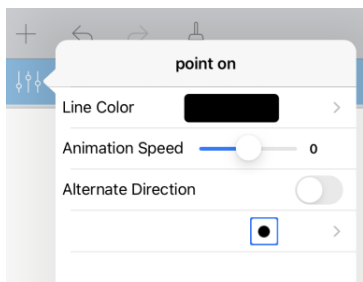 point on
Line Color
Animation Speed 0
Alternate Direction